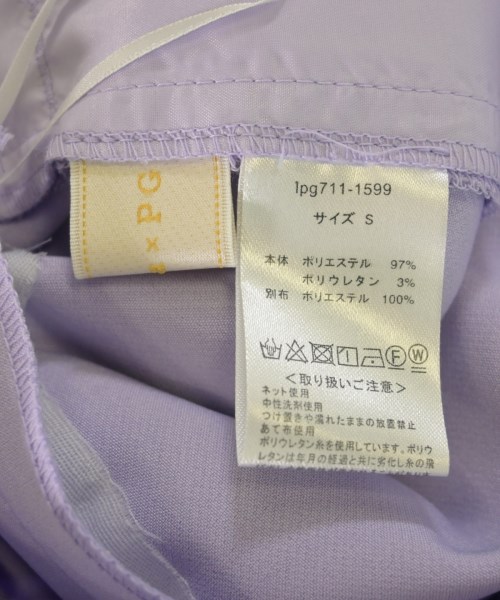 × PG
1pg711-1599
サイズ S
本体 ポリエステル 97%
ポリウレタン 3%
別布 ポリエステル 100%
F W
＜取り扱いご注意＞
ネット使用
中性洗剤使用
つけ置きや濡れたままの放置禁止
あて布使用
ポリウレタン糸を使用しています。ポリウ
レタンは年月の経過と共に劣化し糸の飛